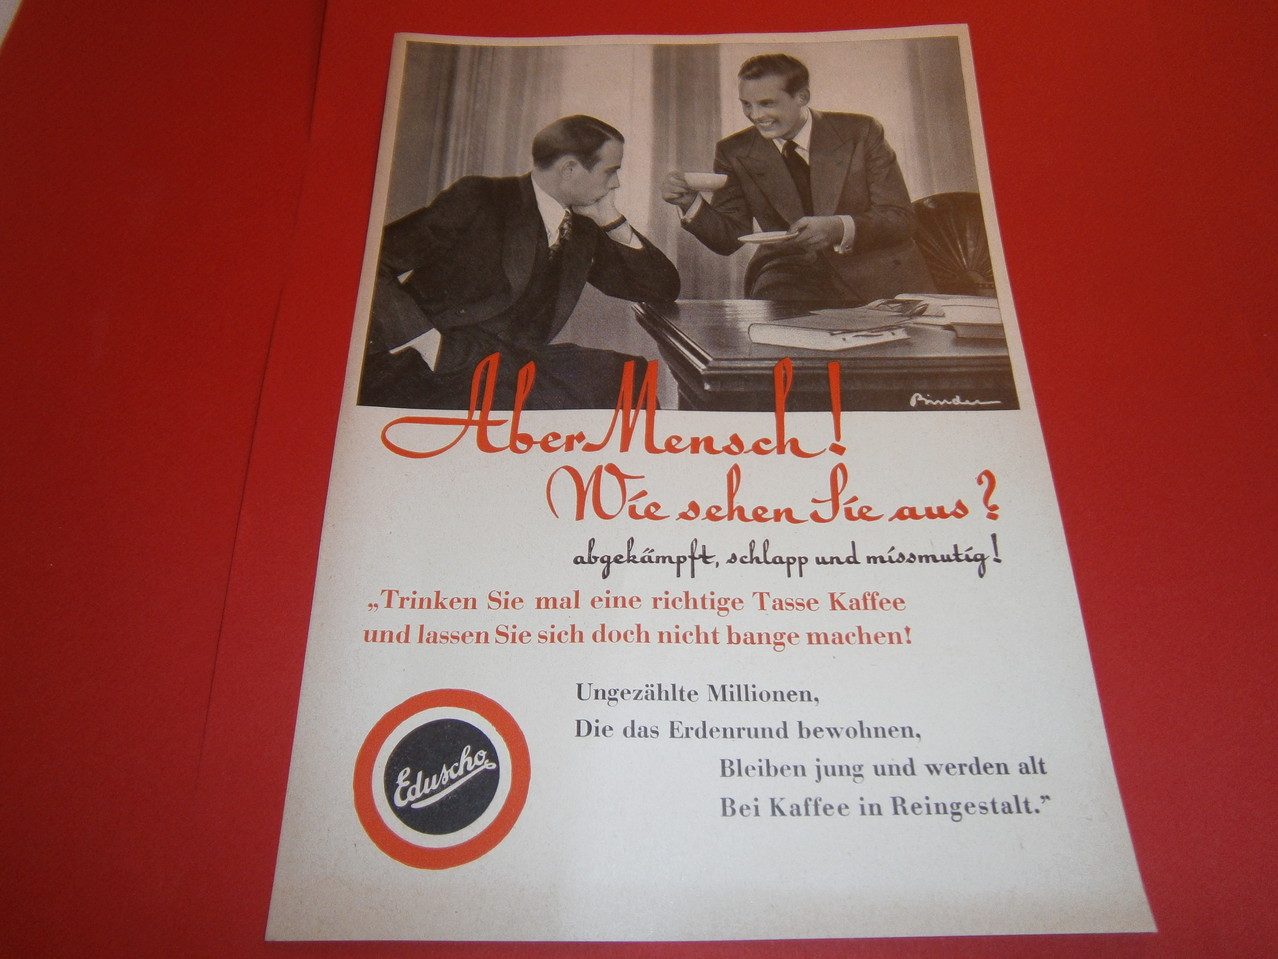 Binder
Aber Mensch!
Wie sehen Sie aus?
abgekämpft, schlapp und missmutig!
„Trinken Sie mal eine richtige Tasse Kaffee
und lassen Sie sich doch nicht bange machen!
Ungezählte Millionen,
Die das Erdenrund bewohnen,
Bleiben jung und werden alt
Bei Kaffee in Reingestalt.”
Eduscho